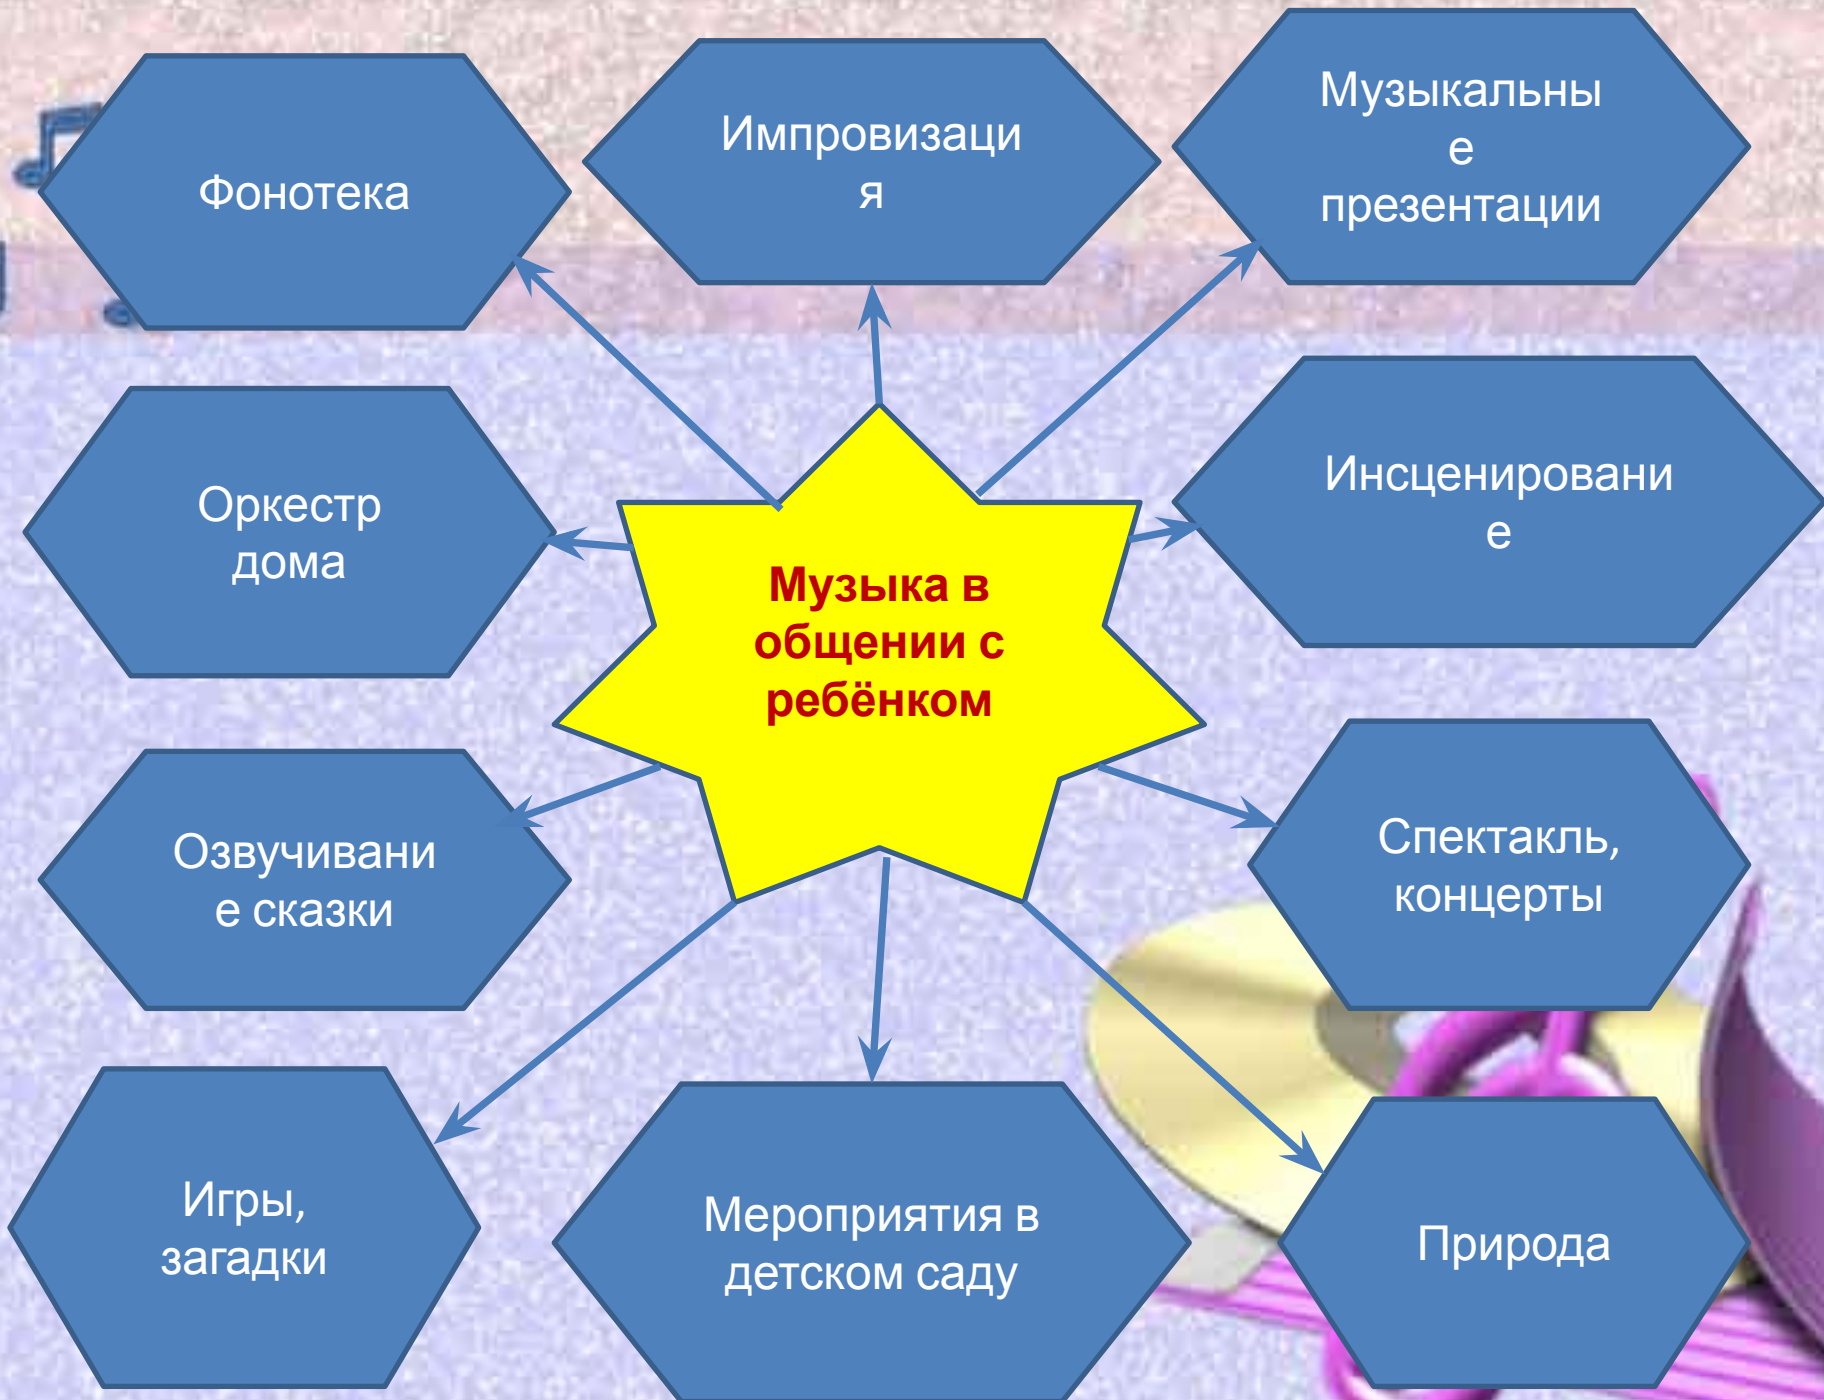 Фонотека
Импровизаци
я
Музыкальны
е
презентации
Оркестр
дома
Инсценировани
е
Музыка в
общении с
ребёнком
Озвучивани
е сказки
Спектакль,
концерты
Игры,
загадки
Мероприятия в
детском саду
Природа